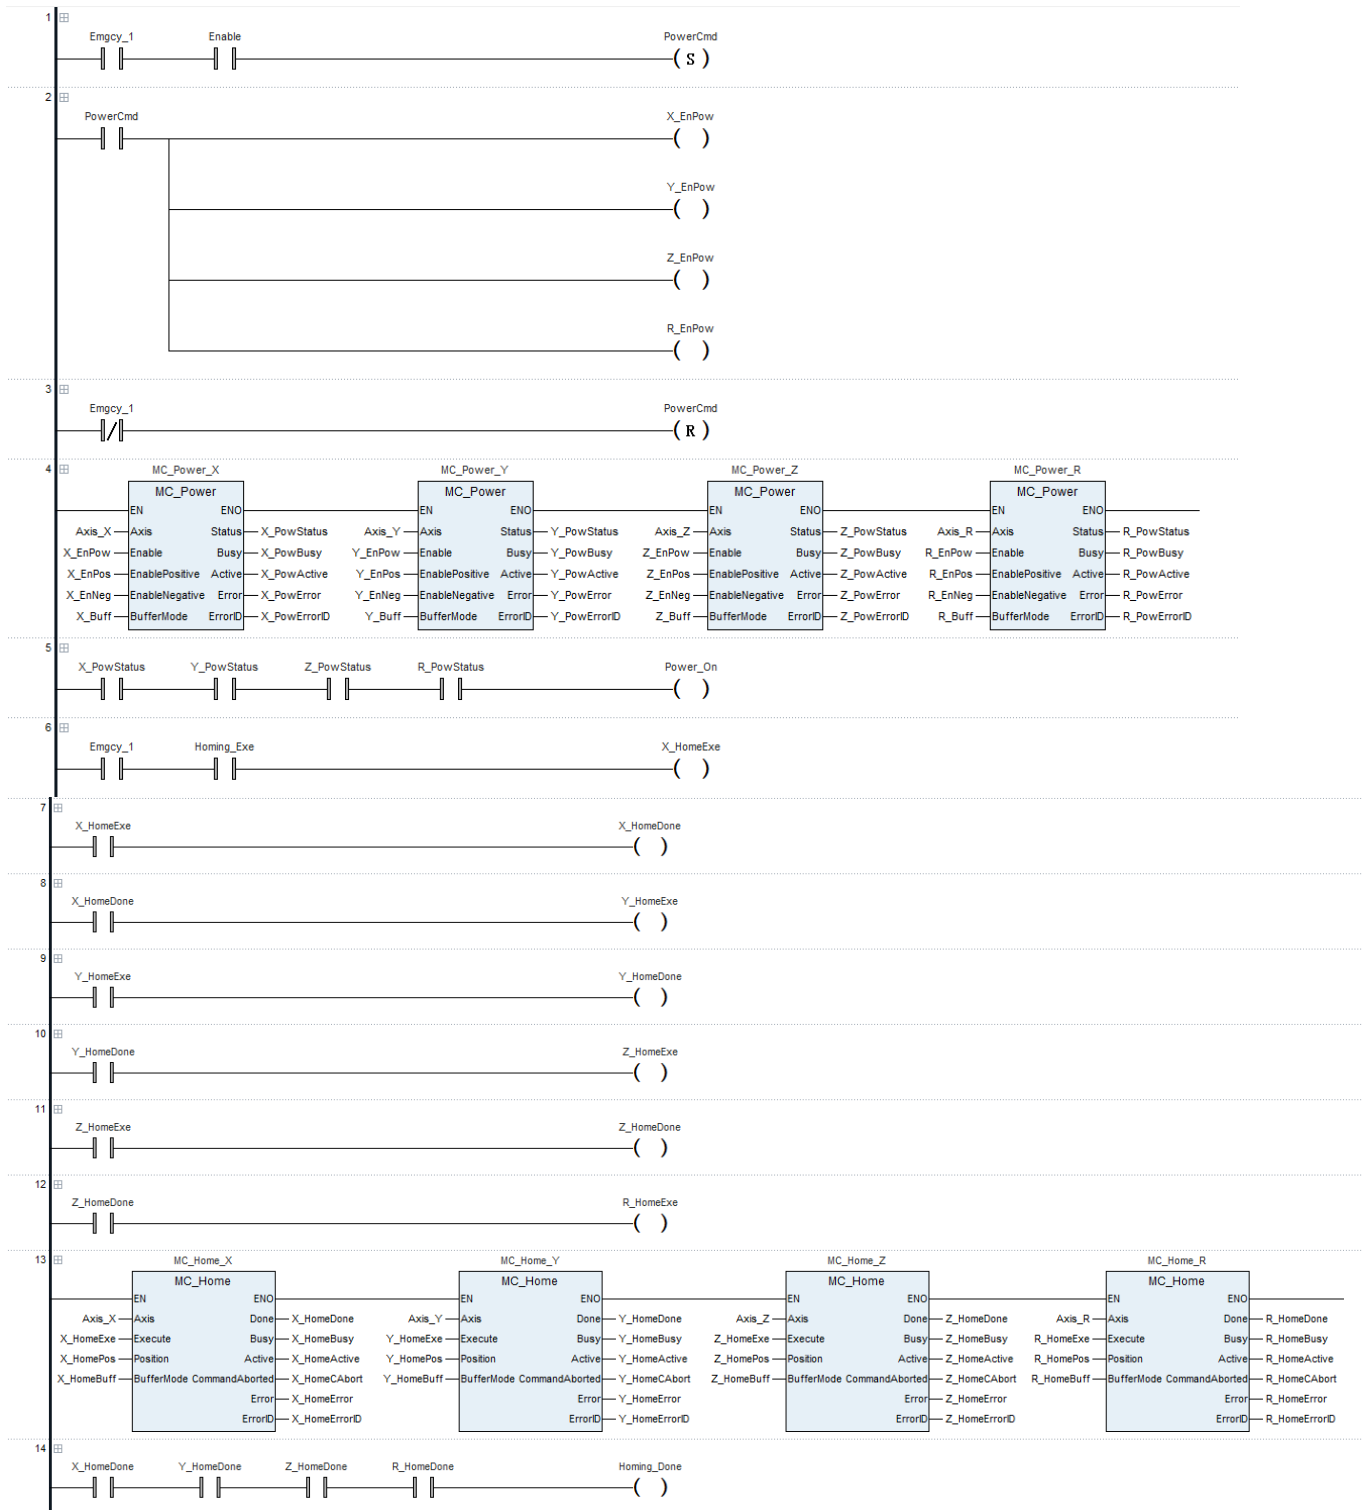 1
Emgcy_1 Enable PowerCmd
S
2
PowerCmd X_EnPow
Y_EnPow
Z_EnPow
R_EnPow
3
Emgcy_1 PowerCmd
R
4 MC_Power_X MC_Power_Y MC_Power_Z MC_Power_R
MC_Power MC_Power MC_Power MC_Power
EN ENO EN ENO EN ENO EN ENO
Axis_X Axis Status X_PowStatus Axis_Y Axis Status Y_PowStatus Axis_Z Axis Status Z_PowStatus Axis_R Axis Status R_PowStatus
X_EnPow Enable Busy X_PowBusy Y_EnPow Enable Busy Y_PowBusy Z_EnPow Enable Busy Z_PowBusy R_EnPow Enable Busy R_PowBusy
X_EnPos EnablePositive Active X_PowActive Y_EnPos EnablePositive Active Y_PowActive Z_EnPos EnablePositive Active Z_PowActive R_EnPos EnablePositive Active R_PowActive
X_EnNeg EnableNegative Error X_PowError Y_EnNeg EnableNegative Error Y_PowError Z_EnNeg EnableNegative Error Z_PowError R_EnNeg EnableNegative Error R_PowError
X_Buff BufferMode ErrorID X_PowErrorID Y_Buff BufferMode ErrorID Y_PowErrorID Z_Buff BufferMode ErrorID Z_PowErrorID R_Buff BufferMode ErrorID R_PowErrorID
5
X_PowStatus Y_PowStatus Z_PowStatus R_PowStatus Power_On
6
Emgcy_1 Homing_Exe X_HomeExe
7
X_HomeExe X_HomeDone
8
X_HomeDone Y_HomeExe
9
Y_HomeExe Y_HomeDone
10
Y_HomeDone Z_HomeExe
11
Z_HomeExe Z_HomeDone
12
Z_HomeDone R_HomeExe
13 MC_Home_X MC_Home_Y MC_Home_Z MC_Home_R
MC_Home MC_Home MC_Home MC_Home
EN ENO EN ENO EN ENO EN ENO
Axis_X Axis Done X_HomeDone Axis_Y Axis Done Y_HomeDone Axis_Z Axis Done Z_HomeDone Axis_R Axis Done R_HomeDone
X_HomeExe Execute Busy X_HomeBusy Y_HomeExe Execute Busy Y_HomeBusy Z_HomeExe Execute Busy Z_HomeBusy R_HomeExe Execute Busy R_HomeBusy
X_HomePos Position Active X_HomeActive Y_HomePos Position Active Y_HomeActive Z_HomePos Position Active Z_HomeActive R_HomePos Position Active R_HomeActive
X_HomeBuff BufferMode CommandAborted X_HomeCAbort Y_HomeBuff BufferMode CommandAborted Y_HomeCAbort Z_HomeBuff BufferMode CommandAborted Z_HomeCAbort R_HomeBuff BufferMode CommandAborted R_HomeCAbort
Error X_HomeError Error Y_HomeError Error Z_HomeError Error R_HomeError
ErrorID X_HomeErrorID ErrorID Y_HomeErrorID ErrorID Z_HomeErrorID ErrorID R_HomeErrorID
14
X_HomeDone Y_HomeDone Z_HomeDone R_HomeDone Homing_Done